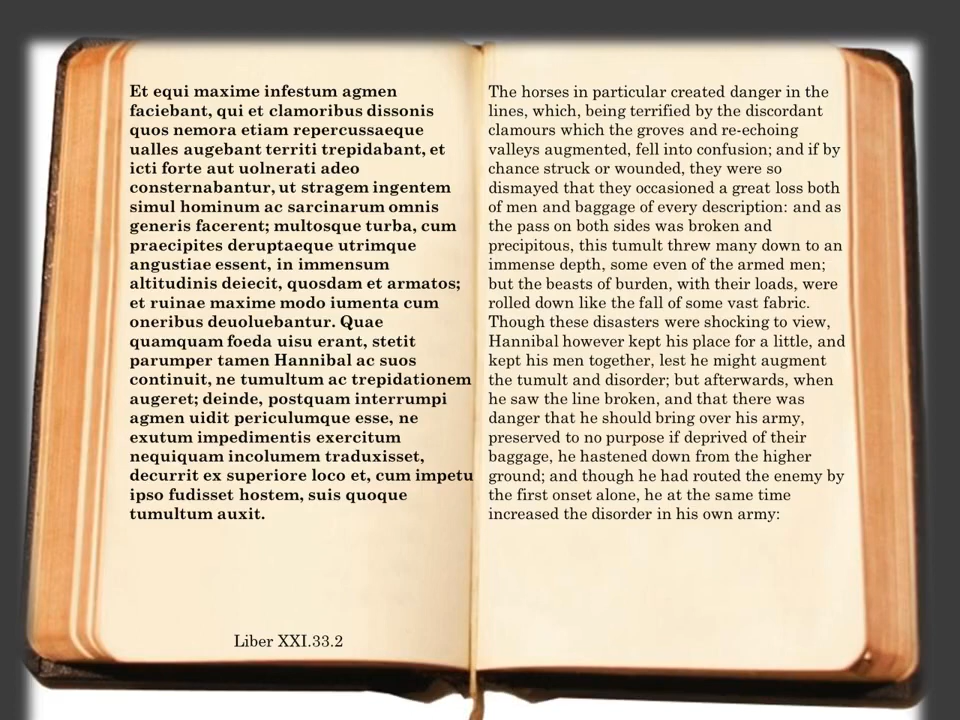 Et equi maxime infestum agmen
faciebant, qui et clamoribus dissonis
quos nemora etiam repercussaeque
ualles augebant territi trepidabant, et
icti forte aut uolnerati adeo
consternabantur, ut stragem ingentem
simul hominum ac sarcinarum omnis
generis facerent; multosque turba, cum
praecipites deruptaeque utrimque
angustiae essent, in immensum
altitudinis deiecit, quosdam et armatos;
et ruinae maxime modo iumenta cum
oneribus deuoluebantur. Quae
quamquam foeda uisu erant, stetit
parumper tamen Hannibal ac suos
continuit, ne tumultum ac trepidationem
augeret; deinde, postquam interrumpi
agmen uidit periculumque esse, ne
exutum impedimentis exercitum
nequiquam incolumem traduxisset,
decurrit ex superiore loco et, cum impetu
ipso fudisset hostem, suis quoque
tumultum auxit.
Liber XXI.33.2
The horses in particular created danger in the
lines, which, being terrified by the discordant
clamours which the groves and re-echoing
valleys augmented, fell into confusion; and if by
chance struck or wounded, they were so
dismayed that they occasioned a great loss both
of men and baggage of every description: and as
the pass on both sides was broken and
precipitous, this tumult threw many down to an
immense depth, some even of the armed men;
but the beasts of burden, with their loads, were
rolled down like the fall of some vast fabric.
Though these disasters were shocking to view,
Hannibal however kept his place for a little, and
kept his men together, lest he might augment
the tumult and disorder; but afterwards, when
he saw the line broken, and that there was
danger that he should bring over his army,
preserved to no purpose if deprived of their
baggage, he hastened down from the higher
ground; and though he had routed the enemy by
the first onset alone, he at the same time
increased the disorder in his own army: